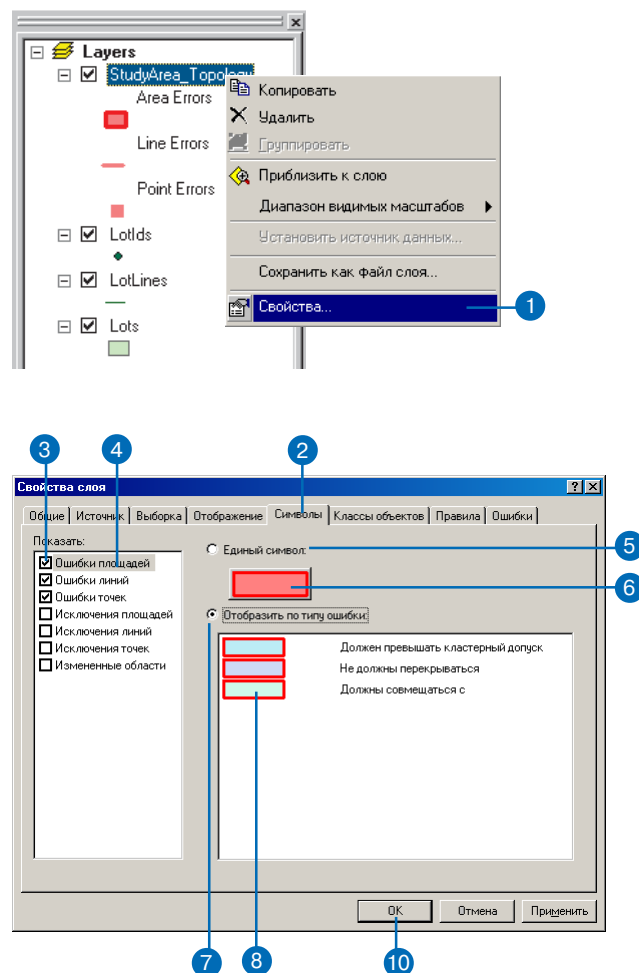 Layers
StudyArea_Topology
Area Errors
Line Errors
Point Errors
LotIds
LotLines
Lots
Копировать
Удалить
Группировать
Приблизить к слою
Диапазон видимых масштабов
Установить источник данных...
Сохранить как файл слоя...
Свойства...
1
3
4
2
Свойства слоя
Общие
Источник
Выборка
Отображение
Символы
Классы объектов
Правила
Ошибки
Показать:
Ошибки площадей
Ошибки линий
Ошибки точек
Исключения площадей
Исключения линий
Исключения точек
Измененные области
Единый символ:
5
6
Отобразить по типу ошибки:
Должен превышать кластерный допуск
Не должны перекрываться
Должны совмещаться с
OK
Отмена
Применить
7
8
10